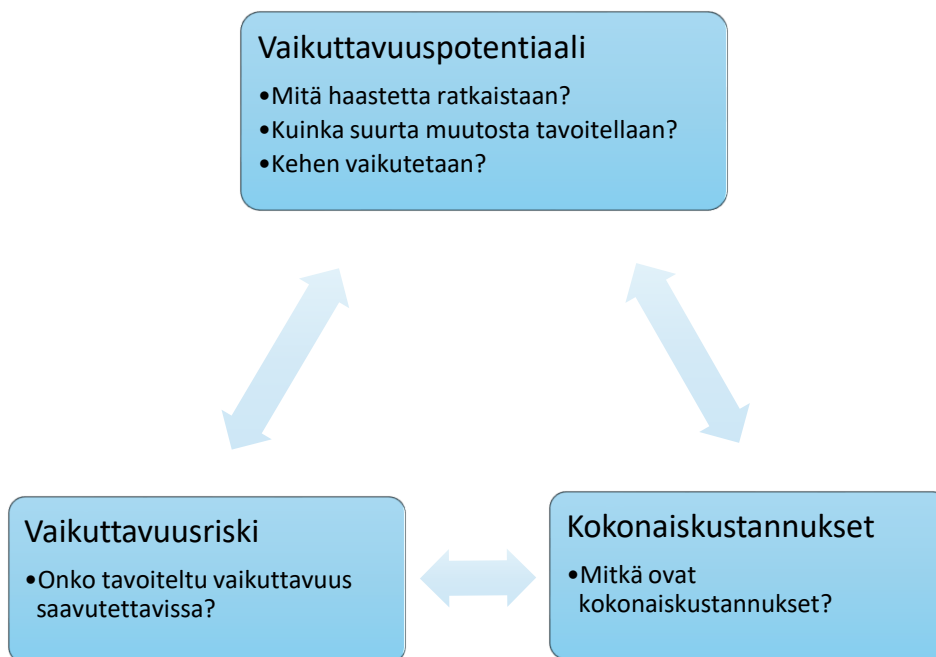 Vaikuttavuuspotentiaali
•Mitä haastetta ratkaistaan?
•Kuinka suurta muutosta tavoitellaan?
•Kehen vaikutetaan?
Vaikuttavuusriski
•Onko tavoiteltu vaikuttavuus
saavutettavissa?
Kokonaiskustannukset
•Mitkä ovat
kokonaiskustannukset?